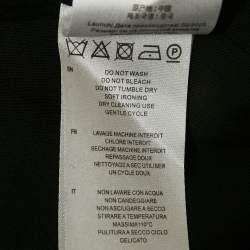 EN
DO NOT WASH
DO NOT BLEACH
DO NOT TUMBLE DRY
SOFT IRONING
DRY CLEANING USE
GENTLE CYCLE
FR
LAVAGE MACHINE INTERDIT
CHLORE INTERDIT
SECHAGE MACHINE INTERDIT
REPASSAGE DOUX
NETTOYAGE A SEC UTILISER
UN CYCLE DELICAT
IT
NON LAVARE CON ACQUA
NON CANDEGGIARE
NON ASCIUGARE A SECCO
STIRARE A TEMPERATURA
MASSIMA 110°C
PULITURA A SECCO CICLO
DELICATO